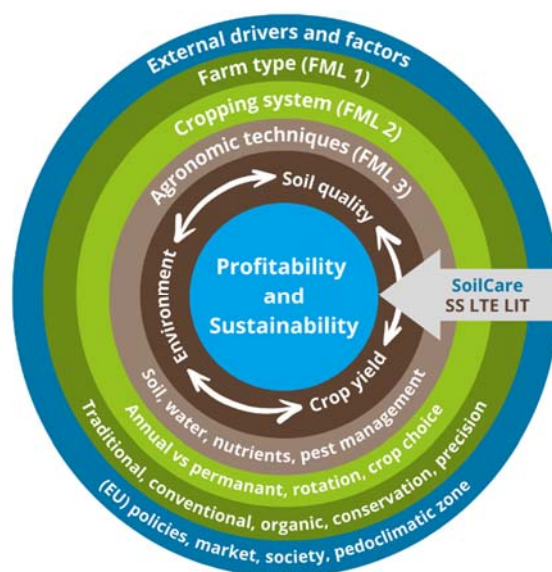 External drivers and factors
Farm type (FML 1)
Cropping system (FML 2)
Agronomic techniques (FML 3)
Soil quality
Environment
Crop yield
Profitability
and
Sustainability
SoilCare
SS LTE LIT
Soil, water, nutrients, pest management
Annual vs permanant, rotation, crop choice
Traditional, conventional, organic, conservation, precision
(EU) policies, market, society, pedoclimatic zone